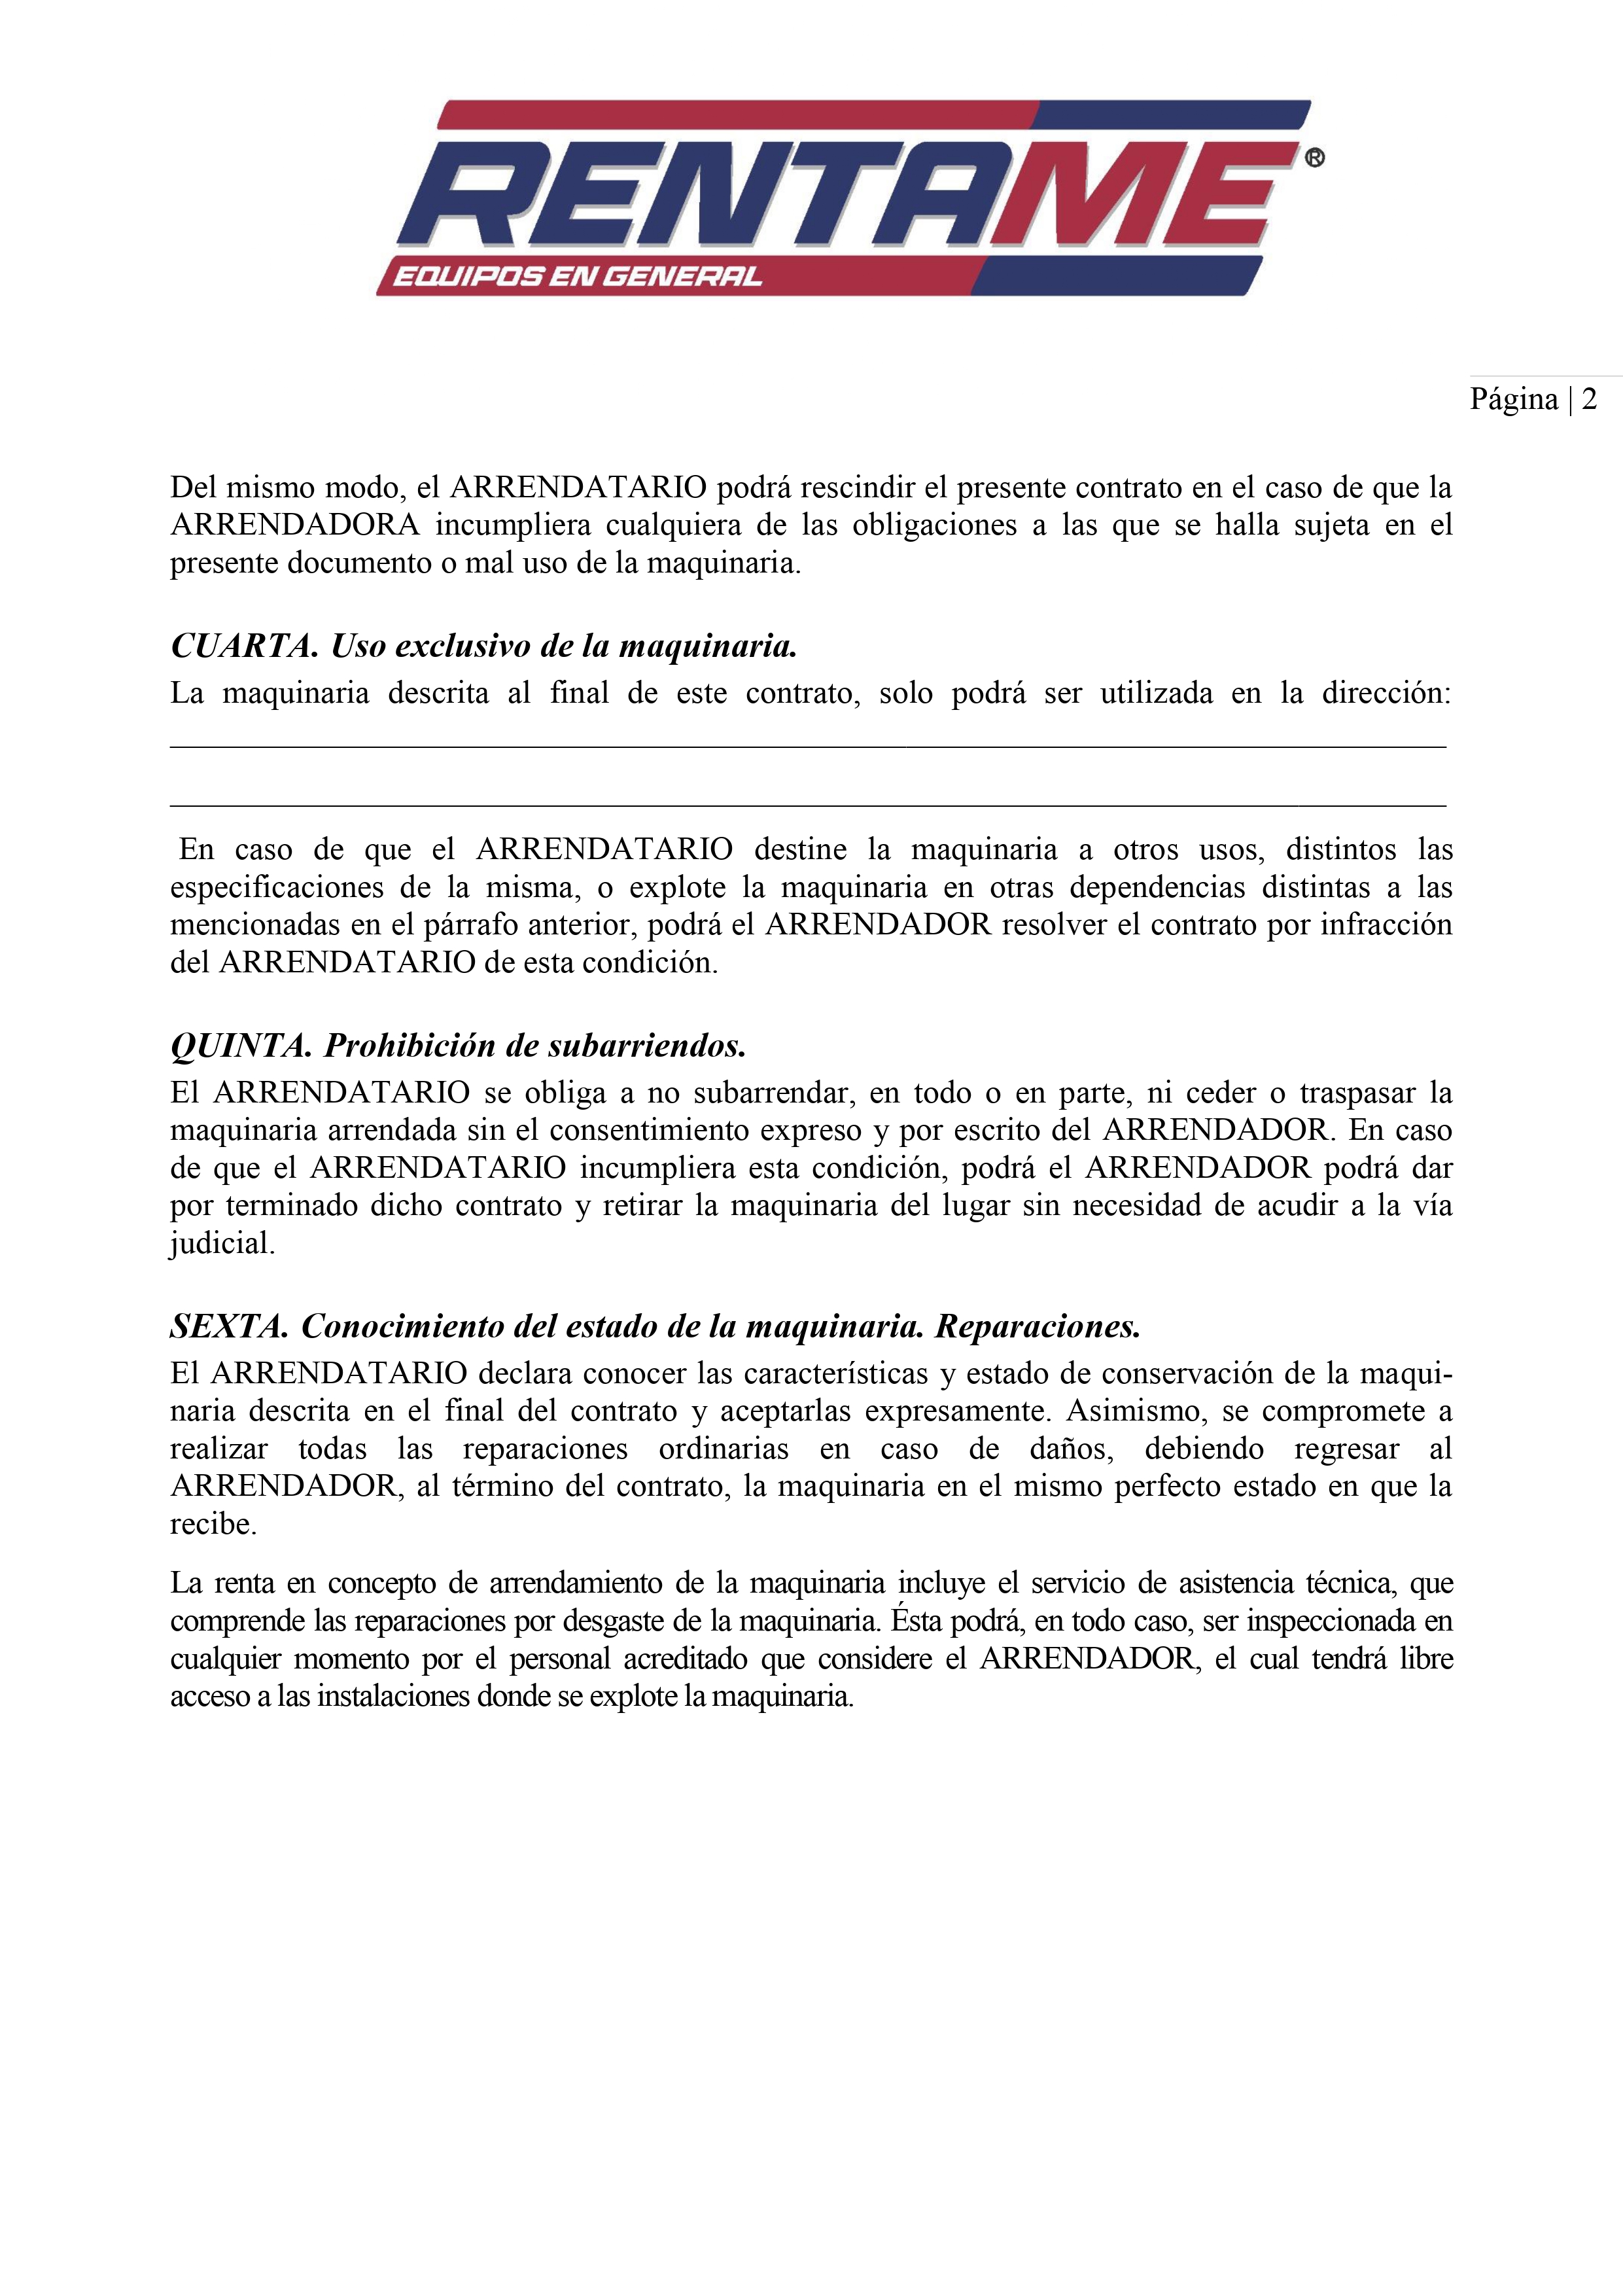 RENTAME®
EQUIPOS EN GENERAL
Página | 2
Del mismo modo, el ARRENDATARIO podrá rescindir el presente contrato en el caso de que la
ARRENDADORA incumpliera cualquiera de las obligaciones a las que se halla sujeta en el
presente documento o mal uso de la maquinaria.
CUARTA. Uso exclusivo de la maquinaria.
La maquinaria descrita al final de este contrato, solo podrá ser utilizada en la dirección:
En caso de que el ARRENDATARIO destine la maquinaria a otros usos, distintos las
especificaciones de la misma, o explote la maquinaria en otras dependencias distintas a las
mencionadas en el párrafo anterior, podrá el ARRENDADOR resolver el contrato por infracción
del ARRENDATARIO de esta condición.
QUINTA. Prohibición de subarriendos.
El ARRENDATARIO se obliga a no subarrendar, en todo o en parte, ni ceder o traspasar la
maquinaria arrendada sin el consentimiento expreso y por escrito del ARRENDADOR. En caso
de que el ARRENDATARIO incumpliera esta condición, podrá el ARRENDADOR podrá dar
por terminado dicho contrato y retirar la maquinaria del lugar sin necesidad de acudir a la vía
judicial.
SEXTA. Conocimiento del estado de la maquinaria. Reparaciones.
El ARRENDATARIO declara conocer las características y estado de conservación de la maqui-
naria descrita en el final del contrato y aceptarlas expresamente. Asimismo, se compromete a
realizar todas las reparaciones ordinarias en caso de daños, debiendo regresar al
ARRENDADOR, al término del contrato, la maquinaria en el mismo perfecto estado en que la
recibe.
La renta en concepto de arrendamiento de la maquinaria incluye el servicio de asistencia técnica, que
comprende las reparaciones por desgaste de la maquinaria. Ésta podrá, en todo caso, ser inspeccionada en
cualquier momento por el personal acreditado que considere el ARRENDADOR, el cual tendrá libre
acceso a las instalaciones donde se explote la maquinaria.